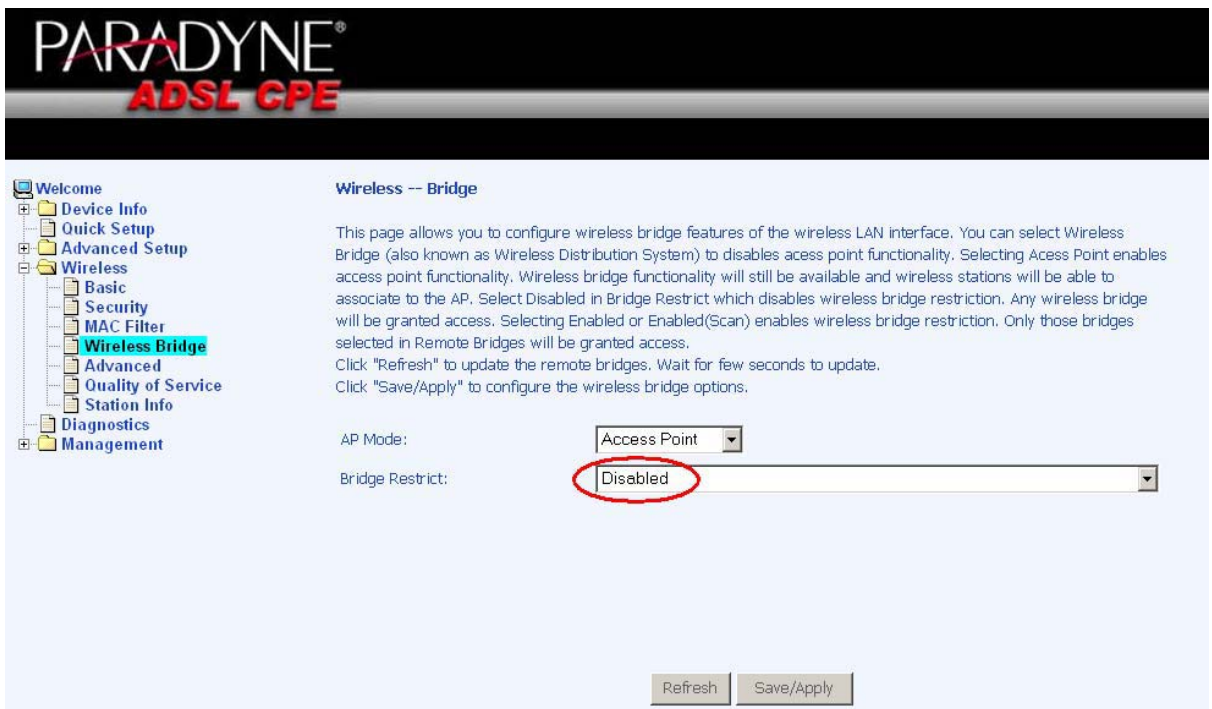 PARADYNE®
ADSL CPE
Welcome
Device Info
Quick Setup
Advanced Setup
Wireless
Basic
Security
MAC Filter
Wireless Bridge
Advanced
Quality of Service
Station Info
Diagnostics
Management
Wireless -- Bridge
This page allows you to configure wireless bridge features of the wireless LAN interface. You can select Wireless
Bridge (also known as Wireless Distribution System) to disables acess point functionality. Selecting Acess Point enables
access point functionality. Wireless bridge functionality will still be available and wireless stations will be able to
associate to the AP. Select Disabled in Bridge Restrict which disables wireless bridge restriction. Any wireless bridge
will be granted access. Selecting Enabled or Enabled(Scan) enables wireless bridge restriction. Only those bridges
selected in Remote Bridges will be granted access.
Click "Refresh" to update the remote bridges. Wait for few seconds to update.
Click "Save/Apply" to configure the wireless bridge options.
AP Mode: Access Point
Bridge Restrict: Disabled
Refresh Save/Apply